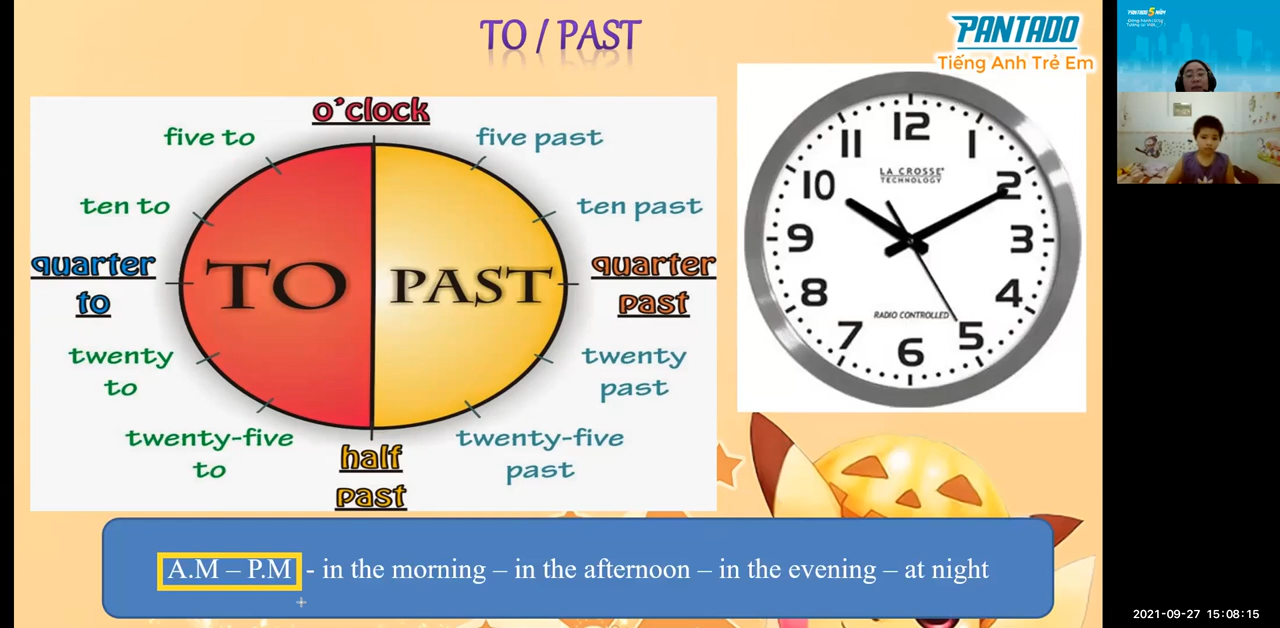 TO / PAST
PANTADO
Tiếng Anh Trẻ Em
o'clock
five to
five past
ten to
ten past
quarter
to
quarter
past
TO
PAST
twenty
to
twenty
past
twenty-five
to
twenty-five
past
half
past
12
1
2
3
4
5
6
7
8
9
10
11
LA CROSSE
TECHNOLOGY
RADIO CONTROLLED
A.M – P.M - in the morning – in the afternoon – in the evening – at night
PANTADO 5 NĂM
2021-09-27 15:08:15